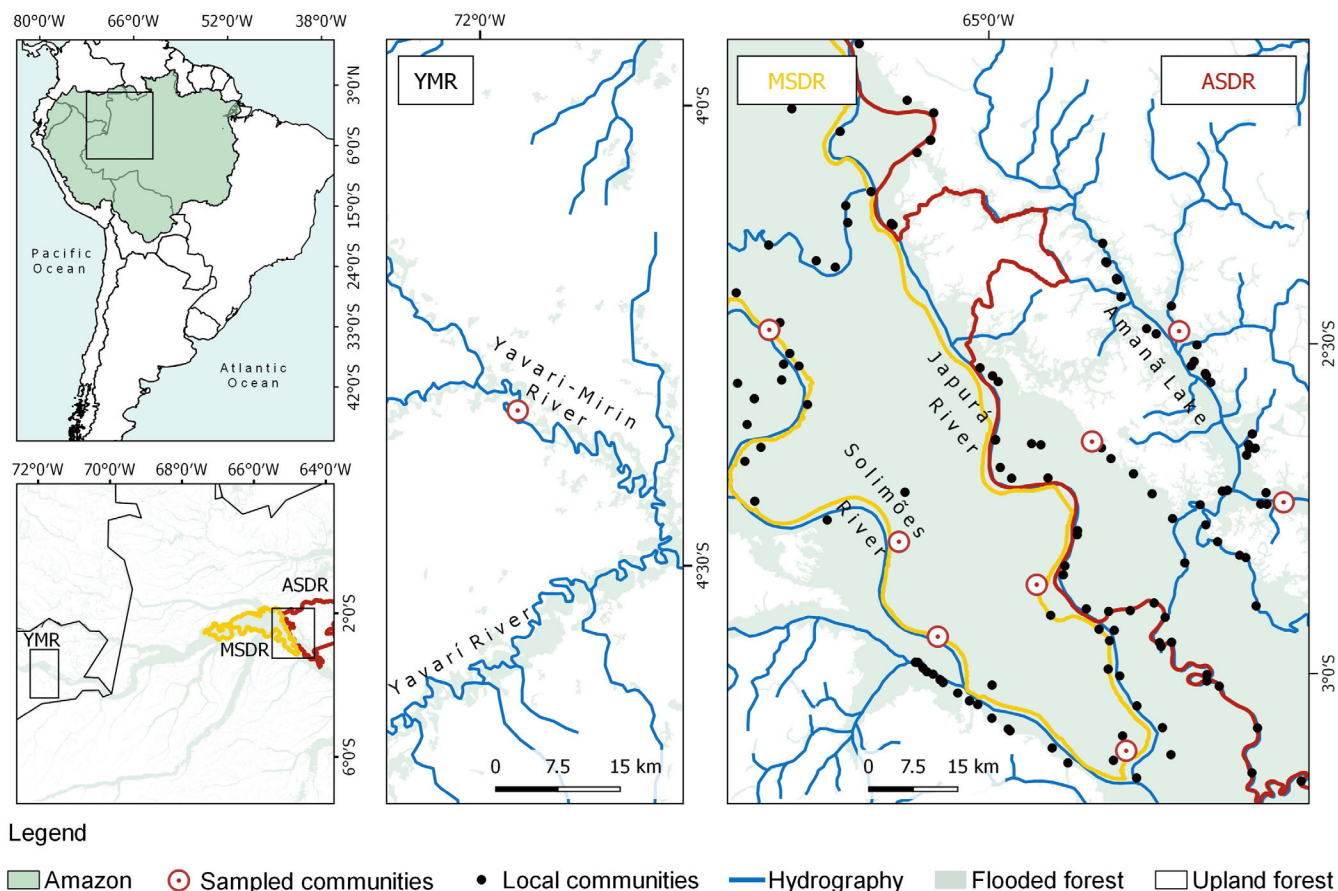 80°0'W 66°0'W 52°0'W 38°0'W
3°0'N
6°0'S
15°0'S
24°0'S
33°0'S
42°0'S
Pacific
Ocean
Atlantic
Ocean
72°0'W 70°0'W 68°0'W 66°0'W 64°0'W
2°0'S
6°0'S
ASDR
MSDR
YMR
72°0'W
YMR
4°0'S
4°30'S
Yavari-Mirin
River
Yavarí River
0 7.5 15 km
65°0'W
MSDR
ASDR
2°30'S
3°0'S
Amanã Lake
Japurá
River
Solimões
River
0 7.5 15 km
Legend
Amazon
Sampled communities
Local communities
Hydrography
Flooded forest
Upland forest